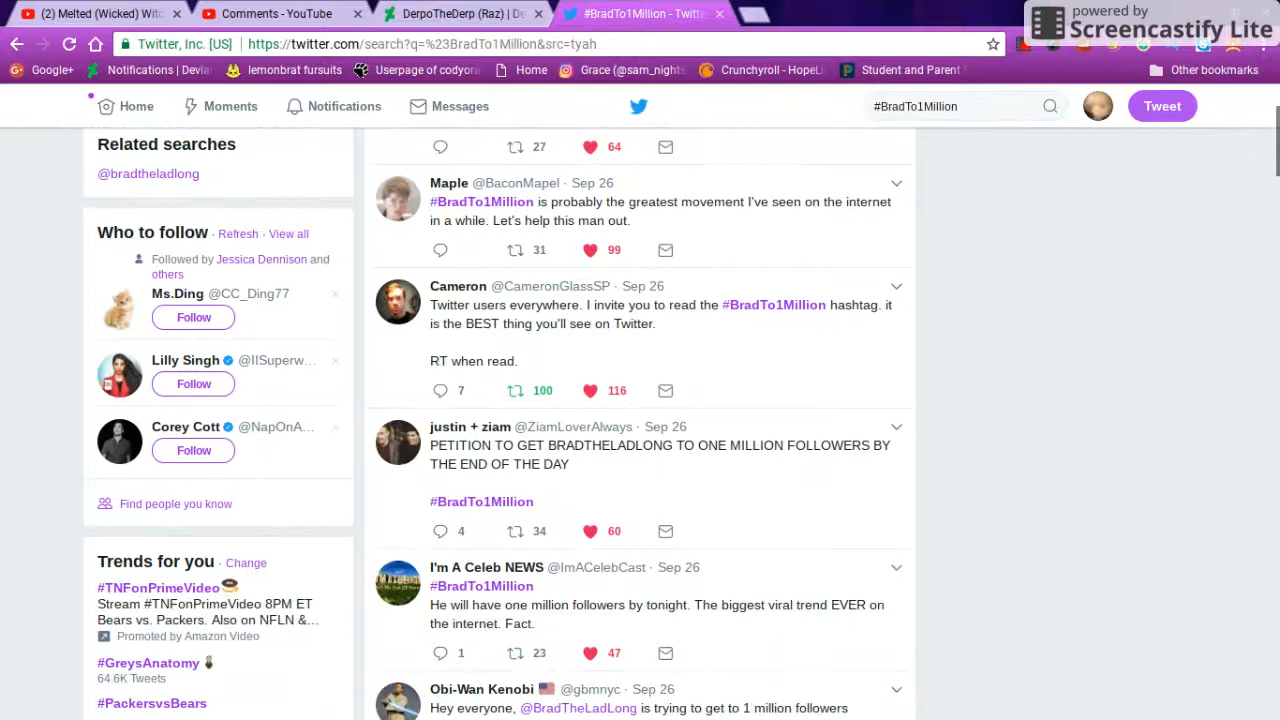 (2) Melted (Wicked) Witc
Comments - YouTube
DerpoTheDerp (Raz) | De
#BradTo1Million - Twitte
powered by
Screencastify Lite
Twitter, Inc. [US]
https://twitter.com/search?q=%23BradTo1Million&src=tyah
Google+
Notifications | Devia
lemonbrat fursuits
Userpage of codyora
Home
Grace (@sam_nights
Crunchyroll - HopeLi
Student and Parent
Other bookmarks
Home
Moments
Notifications
Messages
#BradTo1Million
Tweet
Related searches
@bradtheladlong
Who to follow · Refresh · View all
Followed by Jessica Dennison and
others
Ms.Ding @CC_Ding77
Follow
Lilly Singh @IISuperw...
Follow
Corey Cott @NapOnA...
Follow
Find people you know
Trends for you · Change
#TNFonPrimeVideo
Stream #TNFonPrimeVideo 8PM ET
Bears vs. Packers. Also on NFLN &...
Promoted by Amazon Video
#GreysAnatomy
64.6K Tweets
#PackersvsBears
27 64
Maple @BaconMapel · Sep 26
#BradTo1Million is probably the greatest movement I've seen on the internet
in a while. Let's help this man out.
31 99
Cameron @CameronGlassSP · Sep 26
Twitter users everywhere. I invite you to read the #BradTo1Million hashtag. it
is the BEST thing you'll see on Twitter.
RT when read.
7 100 116
justin + ziam @ZiamLoverAlways · Sep 26
PETITION TO GET BRADTHELADLONG TO ONE MILLION FOLLOWERS BY
THE END OF THE DAY
#BradTo1Million
4 34 60
I'm A Celeb NEWS @ImACelebCast · Sep 26
#BradTo1Million
He will have one million followers by tonight. The biggest viral trend EVER on
the internet. Fact.
1 23 47
Obi-Wan Kenobi @gbmnyc · Sep 26
Hey everyone, @BradTheLadLong is trying to get to 1 million followers